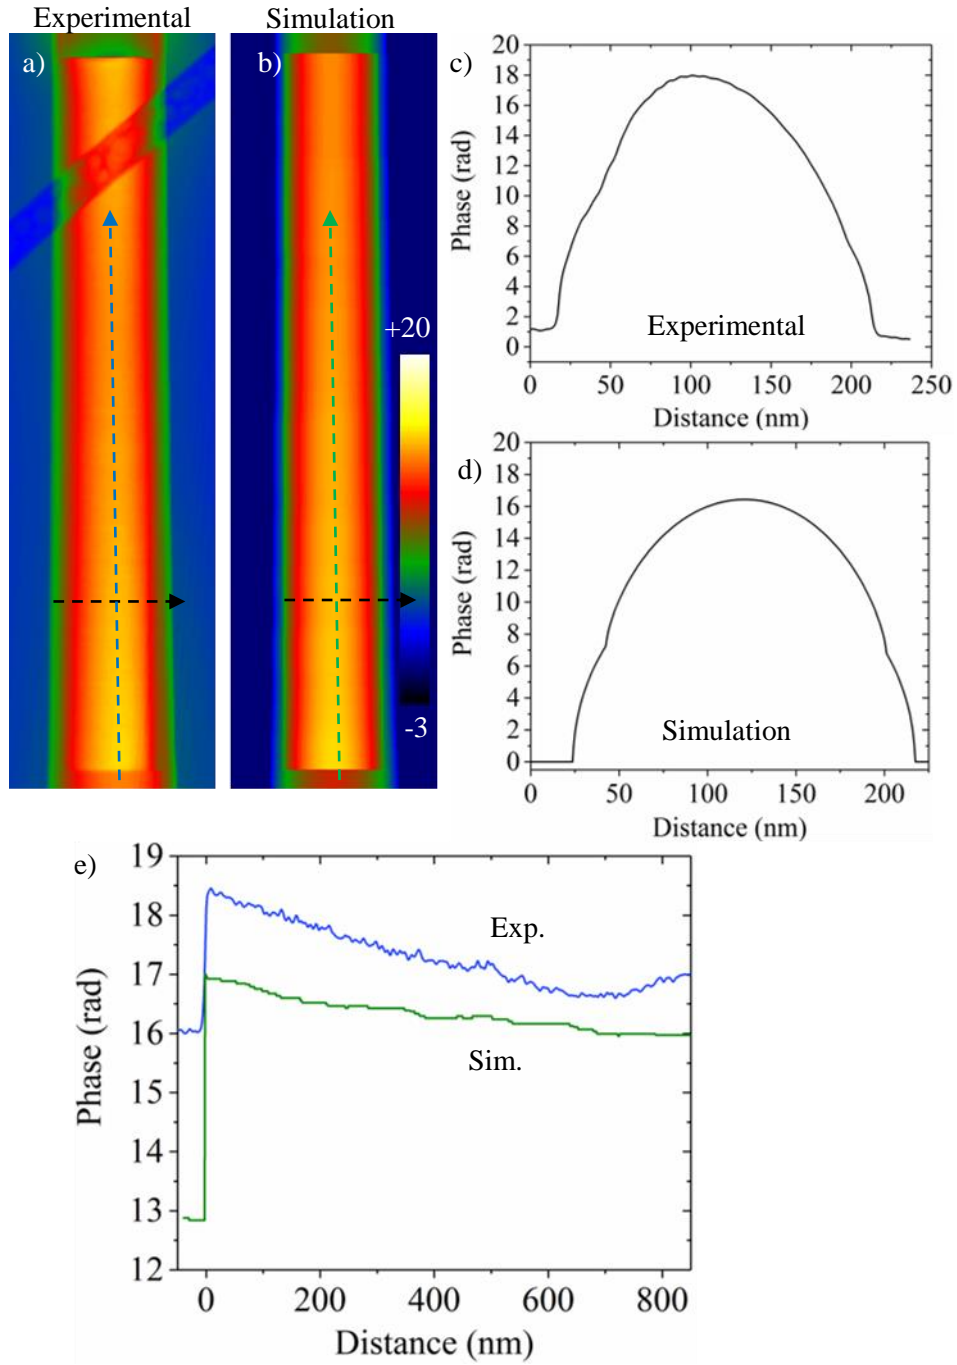 Experimental Simulation
a) b) c)
+20
-3
20
18
16
14
12
10
8
6
4
2
0
Phase (rad)
Experimental
0 50 100 150 200 250
Distance (nm)
d)
20
18
16
14
12
10
8
6
4
2
0
Phase (rad)
Simulation
0 50 100 150 200
Distance (nm)
e)
19
18
17
16
15
14
13
12
Phase (rad)
Exp.
Sim.
0 200 400 600 800
Distance (nm)